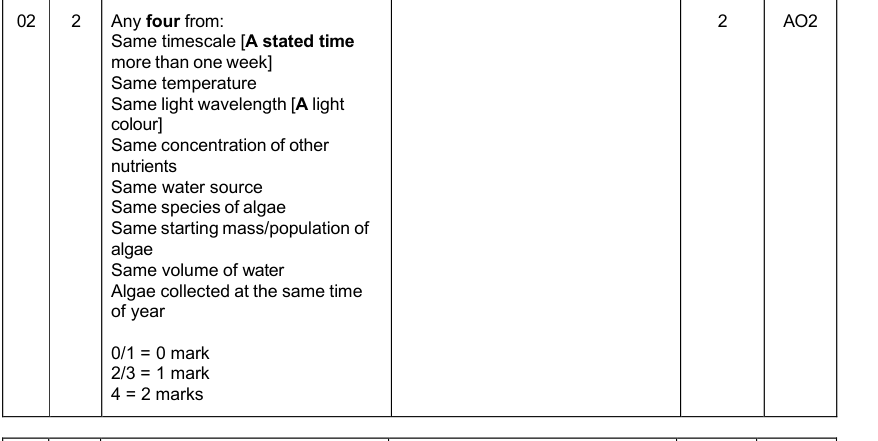 02 2 Any four from: 2 AO2
Same timescale [A stated time
more than one week]
Same temperature
Same light wavelength [A light
colour]
Same concentration of other
nutrients
Same water source
Same species of algae
Same starting mass/population of
algae
Same volume of water
Algae collected at the same time
of year
0/1 = 0 mark
2/3 = 1 mark
4 = 2 marks